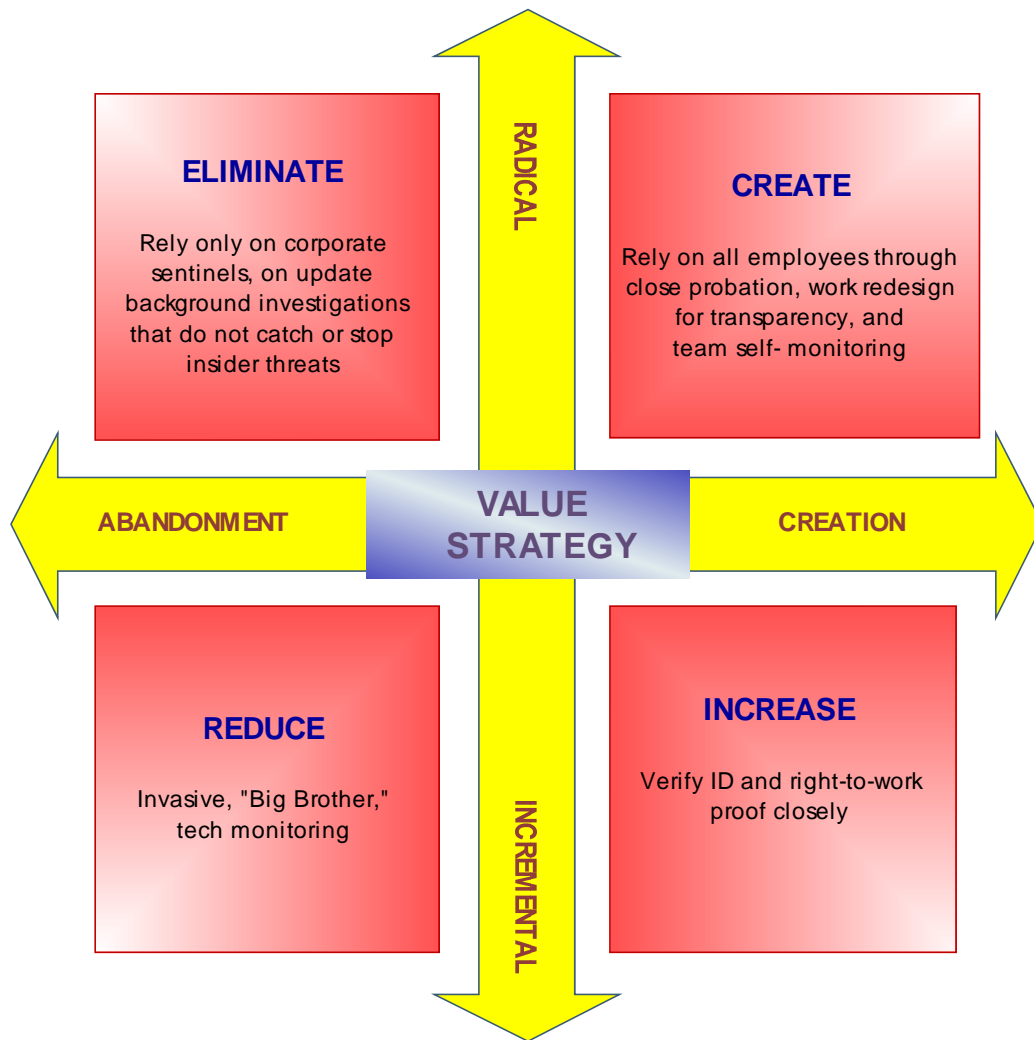 RADICAL
ELIMINATE
Rely only on corporate
sentinels, on update
background investigations
that do not catch or stop
insider threats
CREATE
Rely on all employees through
close probation, work redesign
for transparency, and
team self- monitoring
ABANDONMENT
VALUE
STRATEGY
CREATION
REDUCE
Invasive, "Big Brother,"
tech monitoring
INCREASE
Verify ID and right-to-work
proof closely
INCREMENTAL